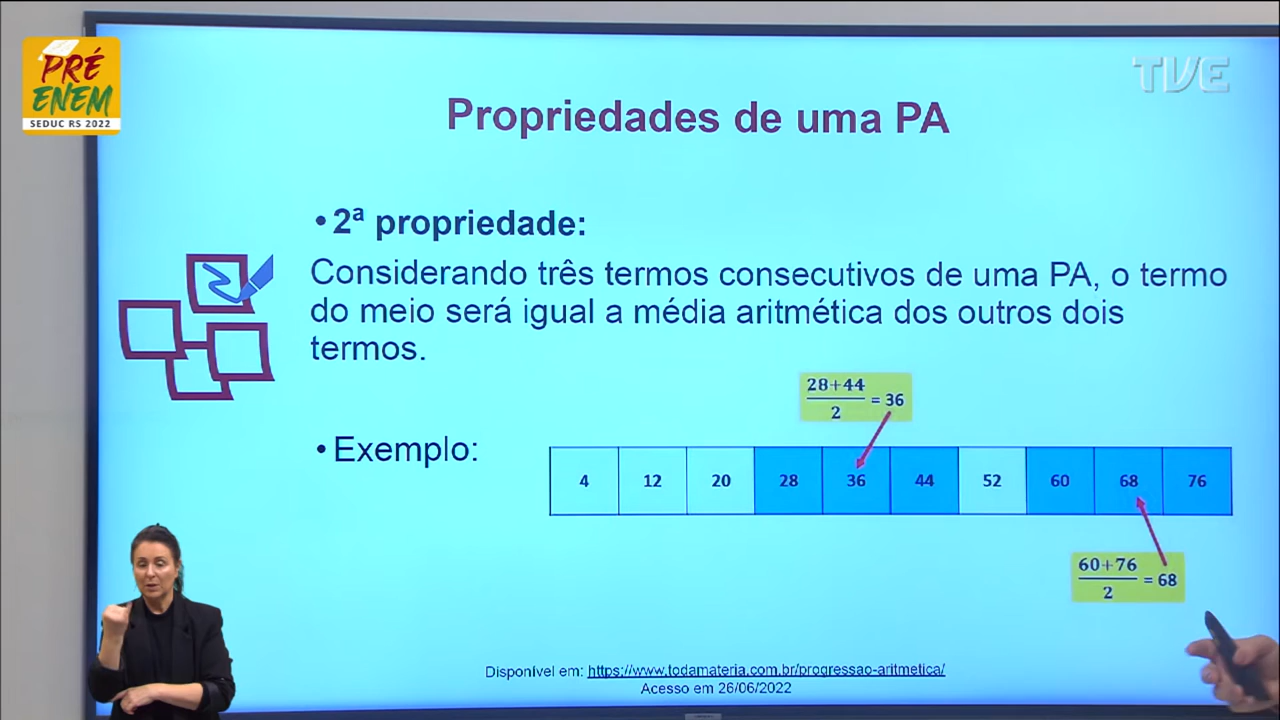 PRÉ
ENEM
SEDUC RS 2022
TVE
Propriedades de uma PA
•2ª propriedade:
Considerando três termos consecutivos de uma PA, o termo
do meio será igual a média aritmética dos outros dois
termos.
28+44
2
= 36
•Exemplo:
4 12 20 28 36 44 52 60 68 76
60+76
2
= 68
Disponível em: https://www.todamateria.com.br/progressao-aritmetica/
Acesso em 26/06/2022